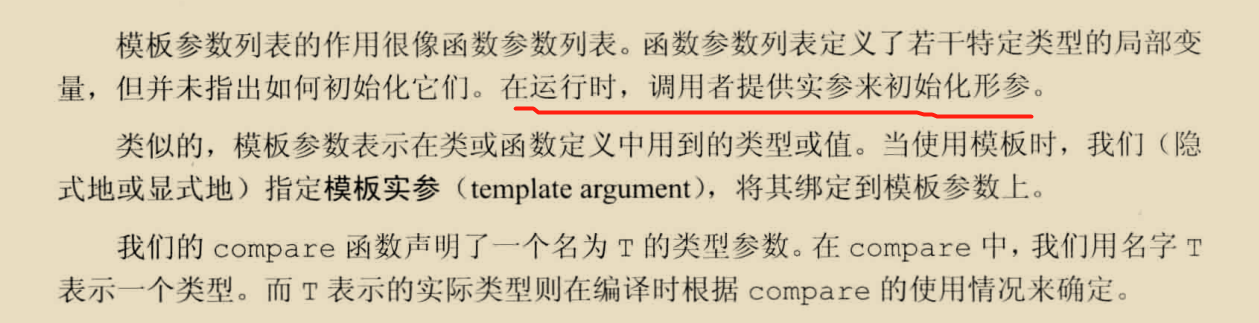 模板参数列表的作用很像函数参数列表。函数参数列表定义了若干特定类型的局部变
量，但并未指出如何初始化它们。在运行时，调用者提供实参来初始化形参。
类似的，模板参数表示在类或函数定义中用到的类型或值。当使用模板时，我们（隐
式地或显式地）指定模板实参（template argument），将其绑定到模板参数上。
我们的 compare 函数声明了一个名为 T 的类型参数。在 compare 中，我们用名字 T
表示一个类型。而 T 表示的实际类型则在编译时根据 compare 的使用情况来确定。